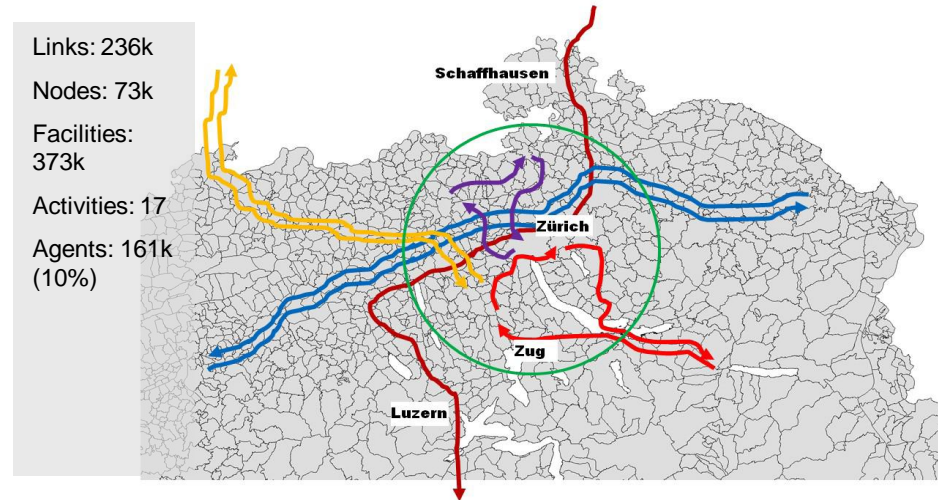 Links: 236k
Nodes: 73k
Facilities:
373k
Activities: 17
Agents: 161k
(10%)
Schaffhausen
Zürich
Zug
Luzern